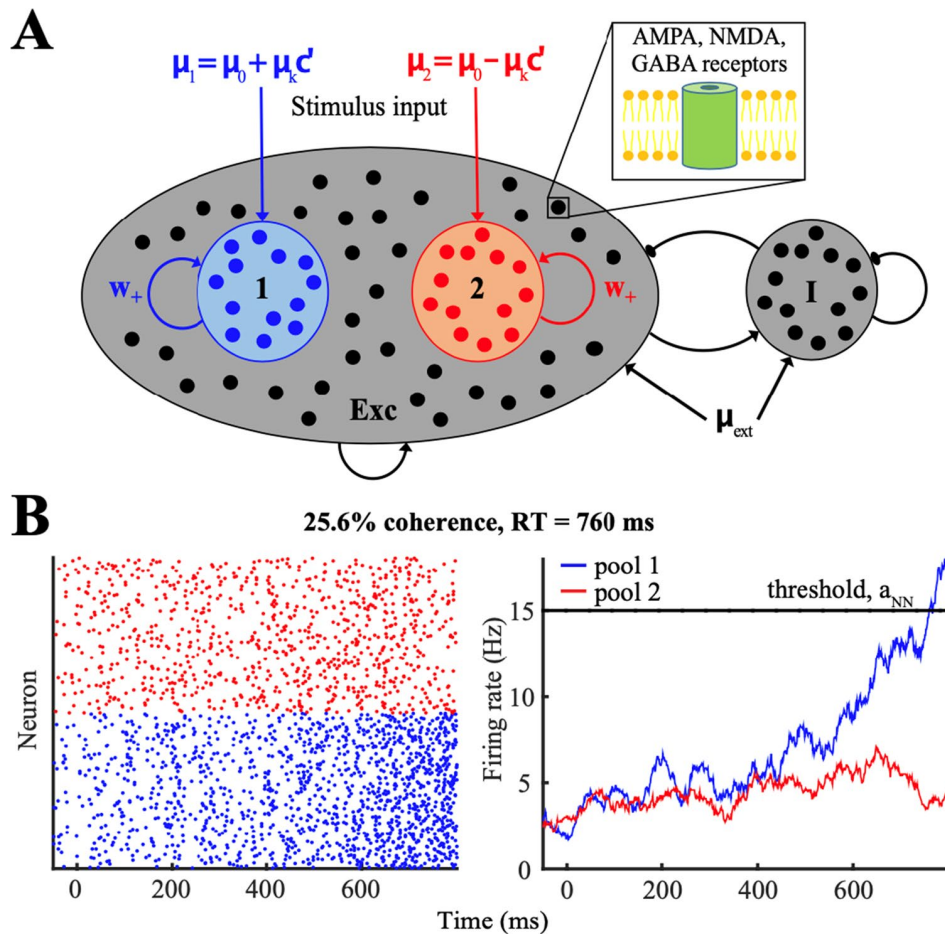 A
μ₁ = μ₀ + μₖc'
μ₂ = μ₀ - μₖc'
Stimulus input
AMPA, NMDA,
GABA receptors
w₊
1
2
w₊
I
Exc
μ_ext
B
25.6% coherence, RT = 760 ms
Neuron
0 200 400 600
Firing rate (Hz)
15
10
5
0
pool 1
pool 2
threshold, a_NN
0 200 400 600
Time (ms)